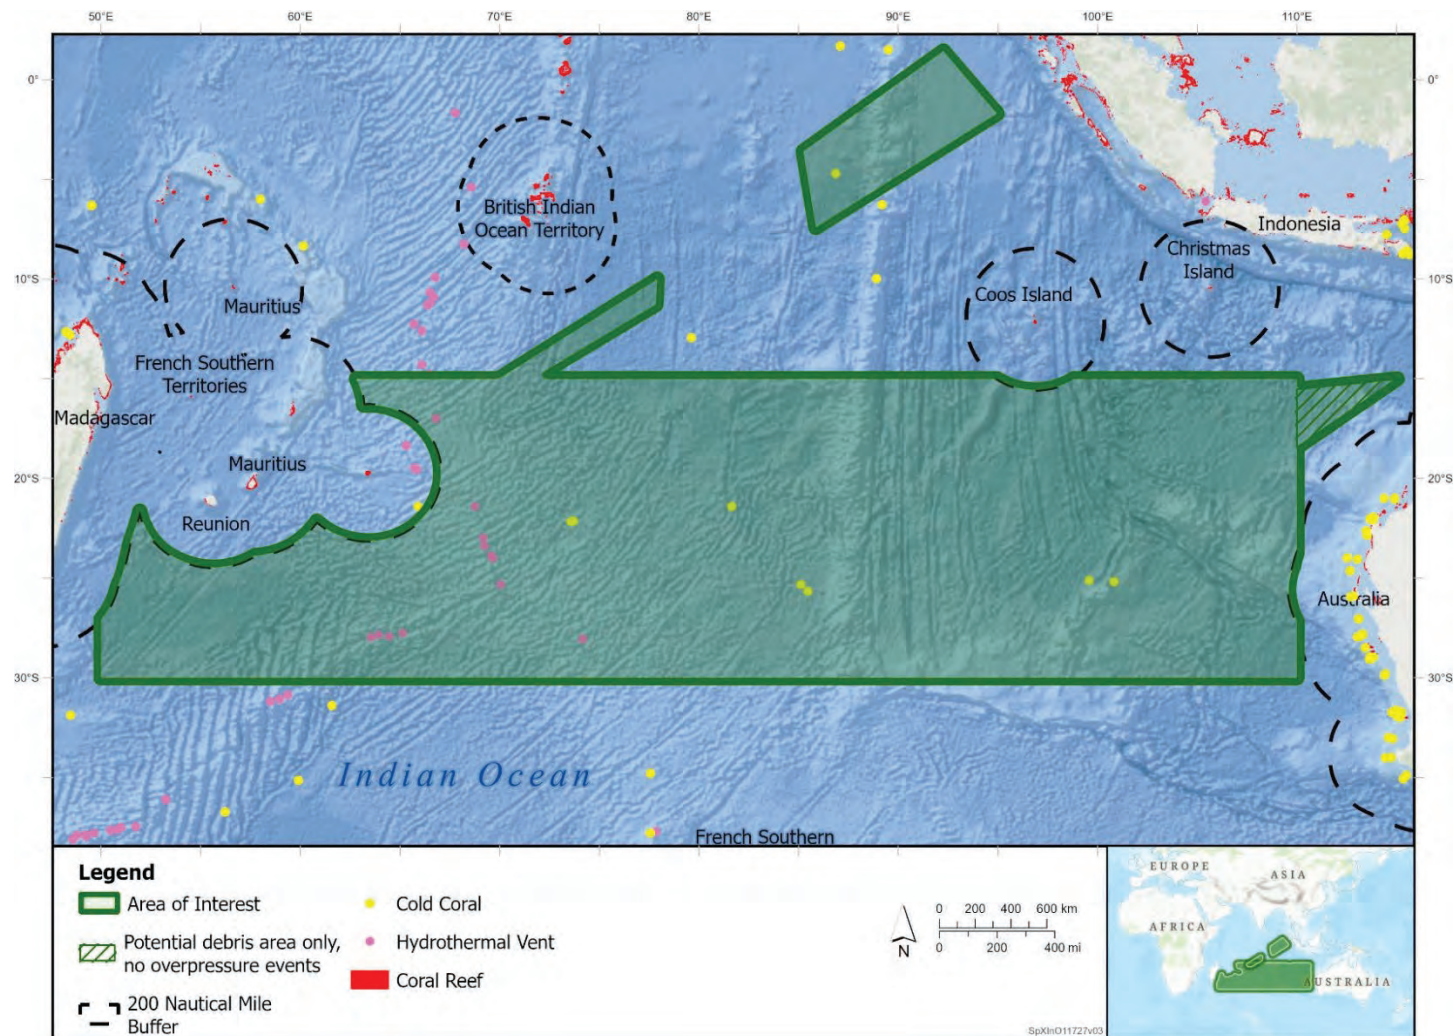 50°E 60°E 70°E 80°E 90°E 100°E 110°E
0° 0°
British Indian
Ocean Territory
Indonesia
Christmas
Island
10°S 10°S
Coos Island
Mauritius
French Southern
Territories
Madagascar
Mauritius
20°S 20°S
Reunion
Australia
30°S 30°S
Indian Ocean
French Southern
Legend
Area of Interest
Potential debris area only,
no overpressure events
200 Nautical Mile
Buffer
Cold Coral
Hydrothermal Vent
Coral Reef
N
0 200 400 600 km
0 200 400 mi
SpXInO11727v03
EUROPE
ASIA
AFRICA
AUSTRALIA